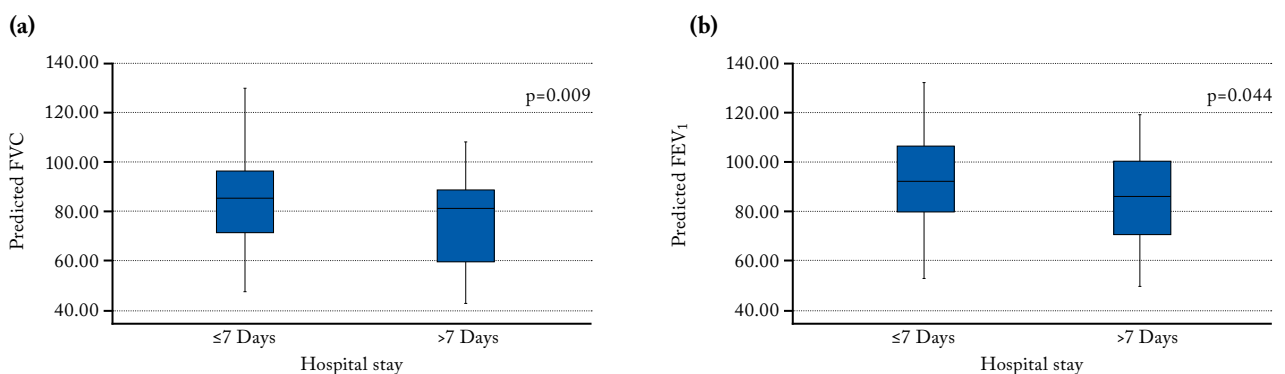 (a)
Predicted FVC
140.00
120.00
100.00
80.00
60.00
40.00
p=0.009
≤7 Days
>7 Days
Hospital stay
(b)
Predicted FEV₁
140.00
120.00
100.00
80.00
60.00
40.00
p=0.044
≤7 Days
>7 Days
Hospital stay